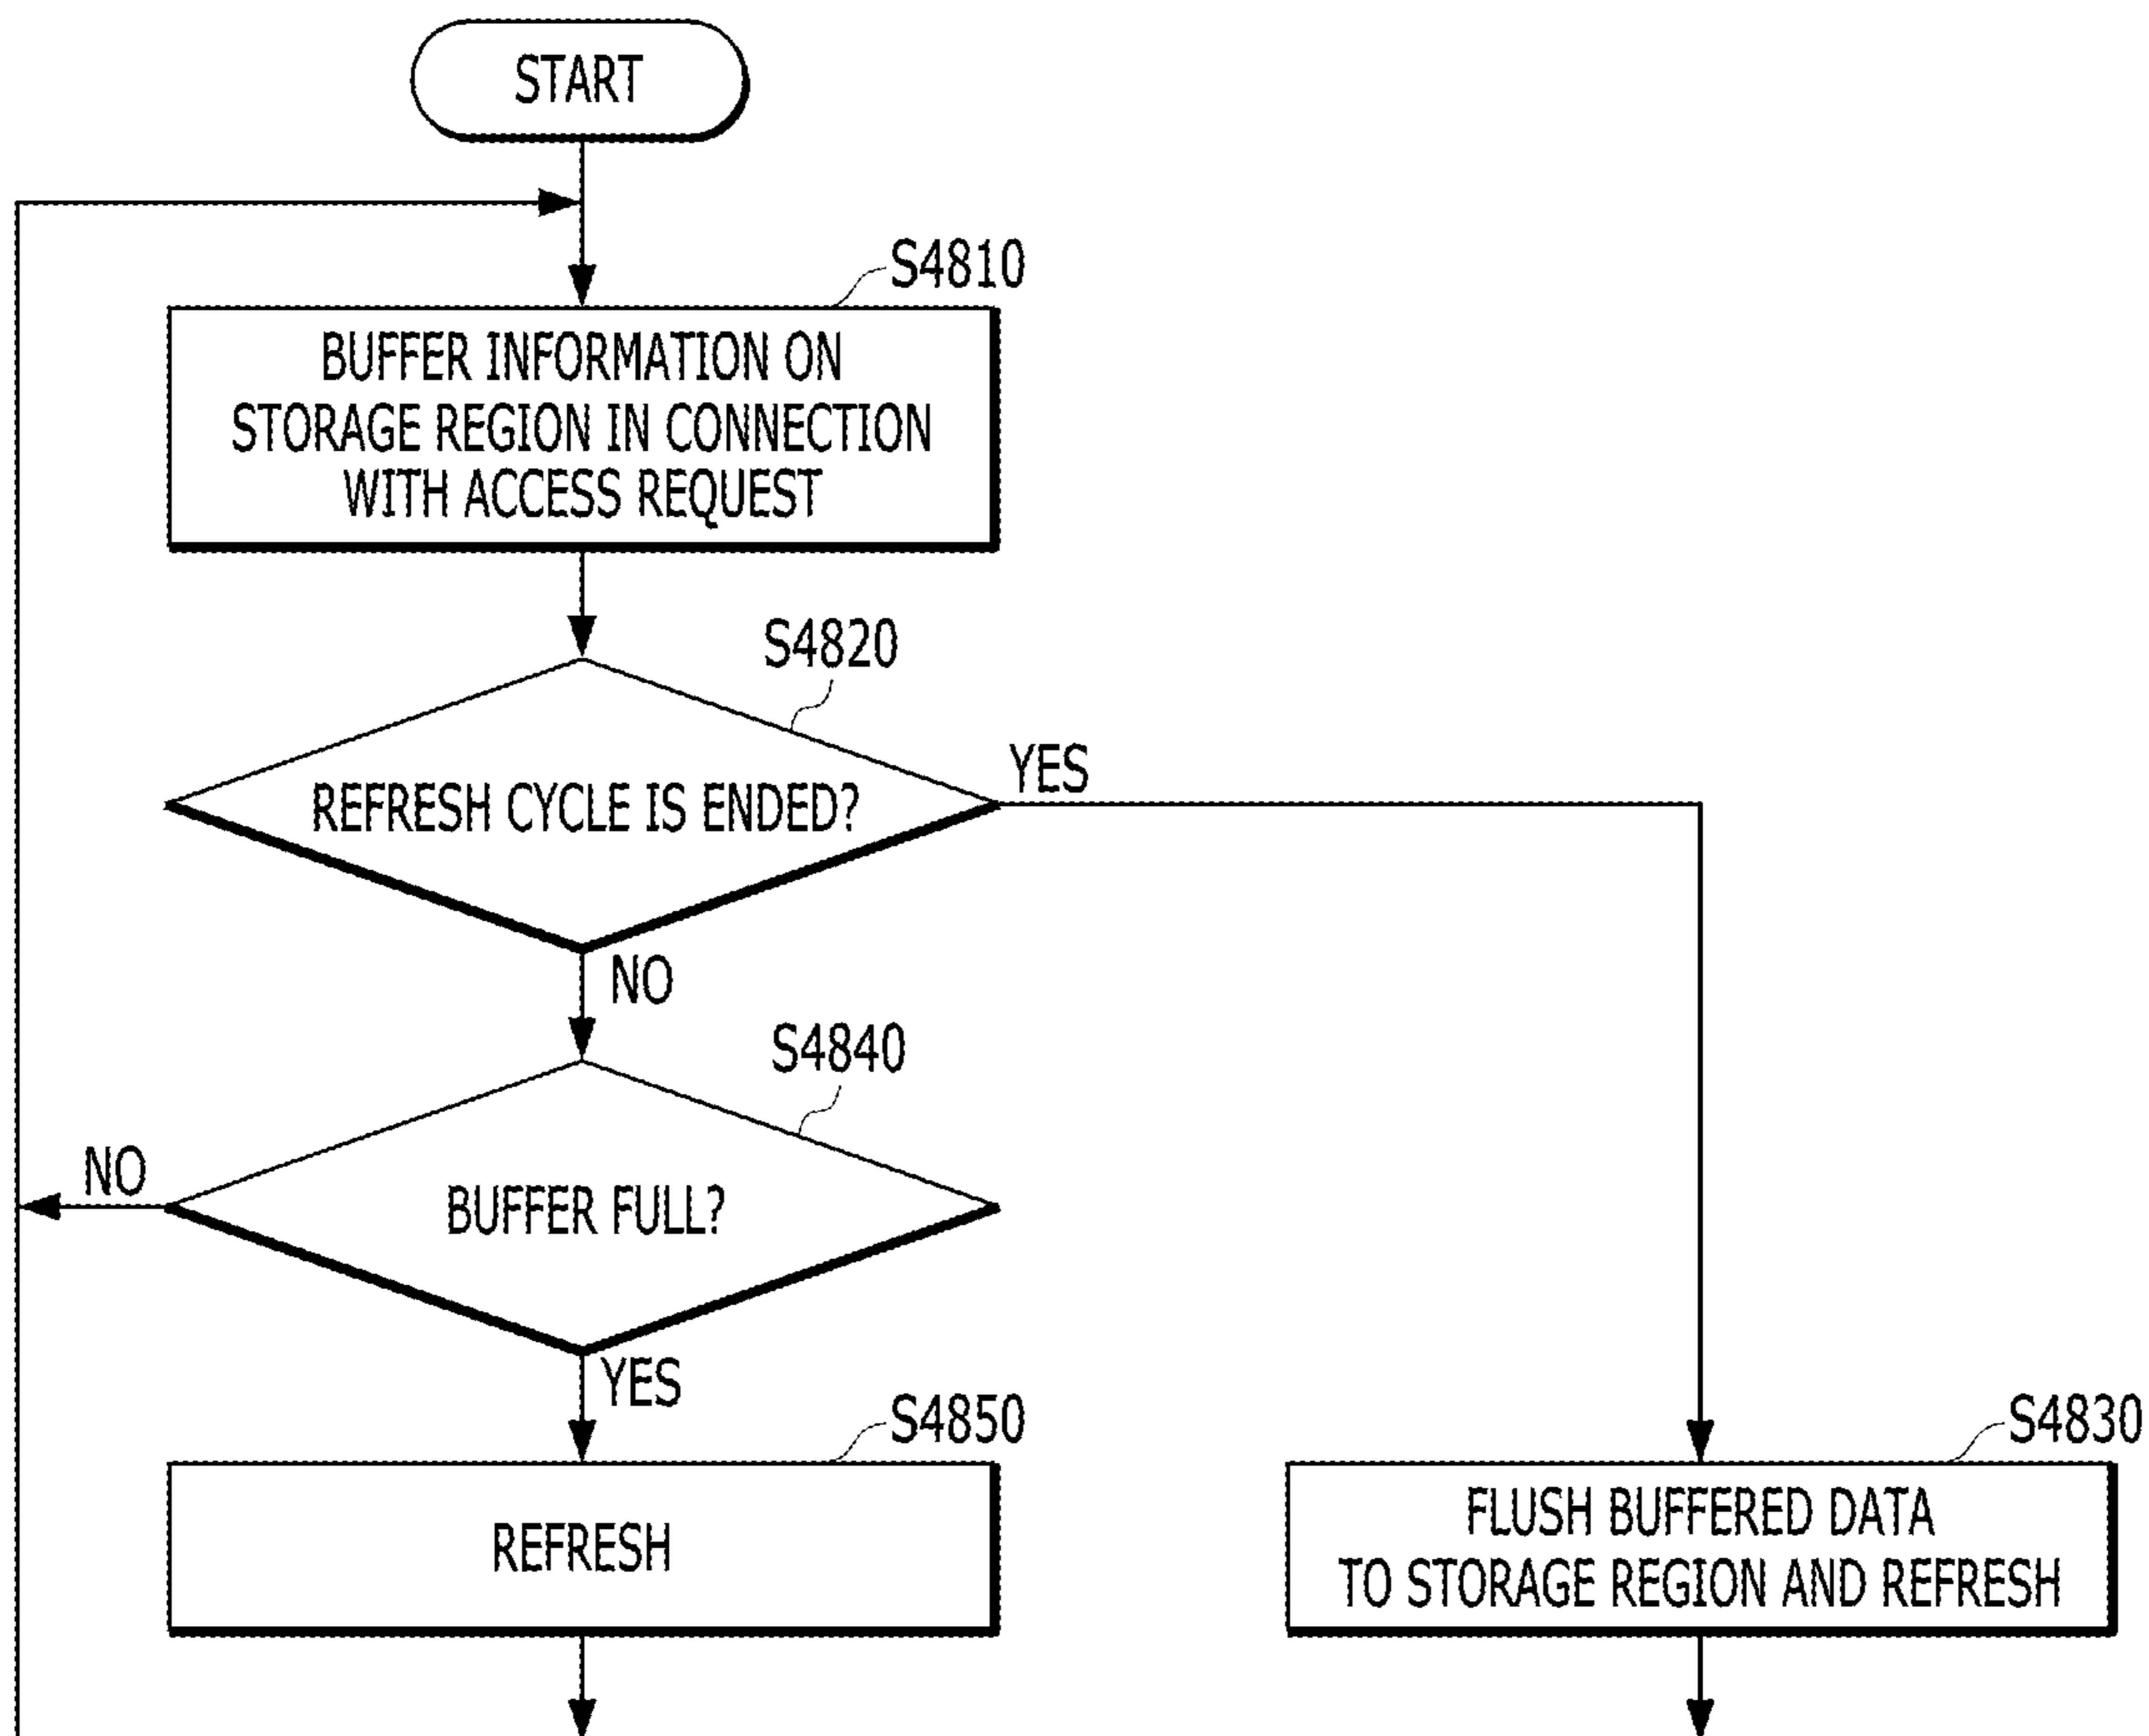 START
S4810
BUFFER INFORMATION ON
STORAGE REGION IN CONNECTION
WITH ACCESS REQUEST
S4820
REFRESH CYCLE IS ENDED?
YES
NO
S4840
BUFFER FULL?
NO
YES
S4850
REFRESH
S4830
FLUSH BUFFERED DATA
TO STORAGE REGION AND REFRESH